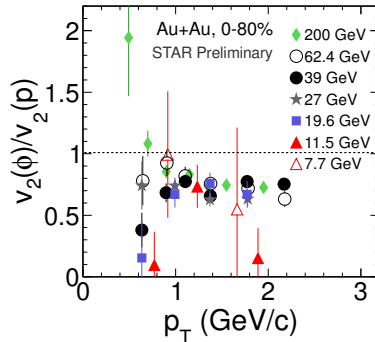 Au+Au, 0-80%
STAR Preliminary
200 GeV
62.4 GeV
39 GeV
27 GeV
19.6 GeV
11.5 GeV
7.7 GeV
v₂(ϕ)/v₂(p)
2
1.5
1
0.5
0
0 1 2 3
p_T (GeV/c)